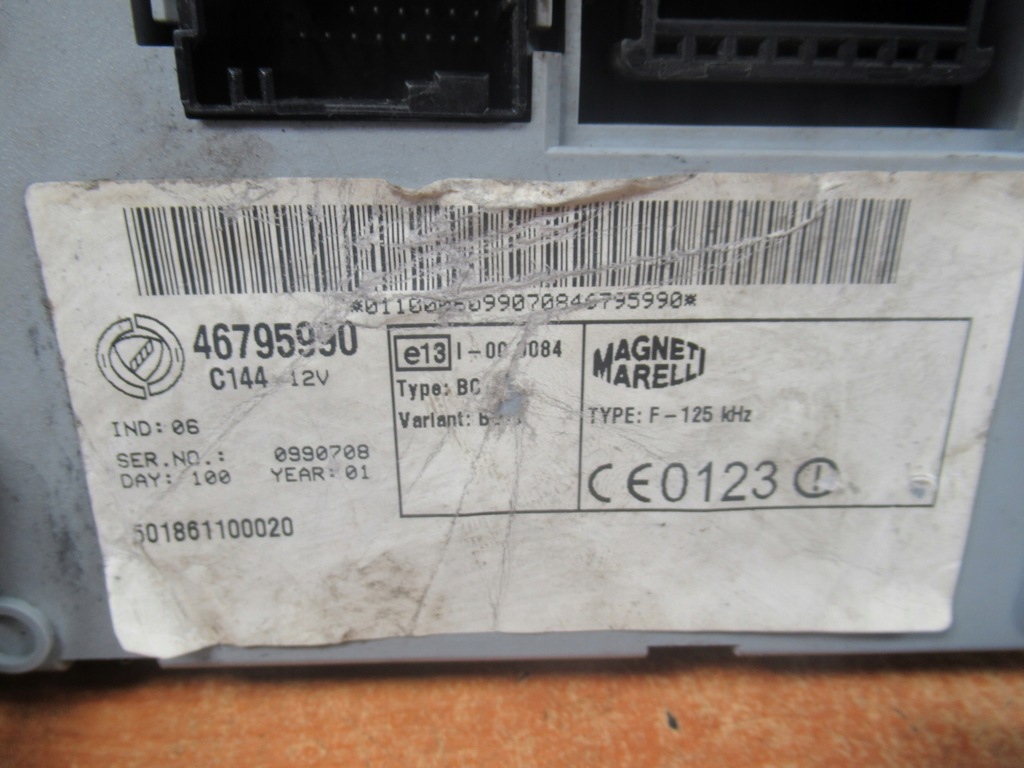 46795990
C144 12V
IND: 06
SER.NO.: 0990708
DAY: 100 YEAR: 01
501861100020
e13
Type:
Variant:
MAGNETI
MARELLI
TYPE: F-125 kHz
CE0123